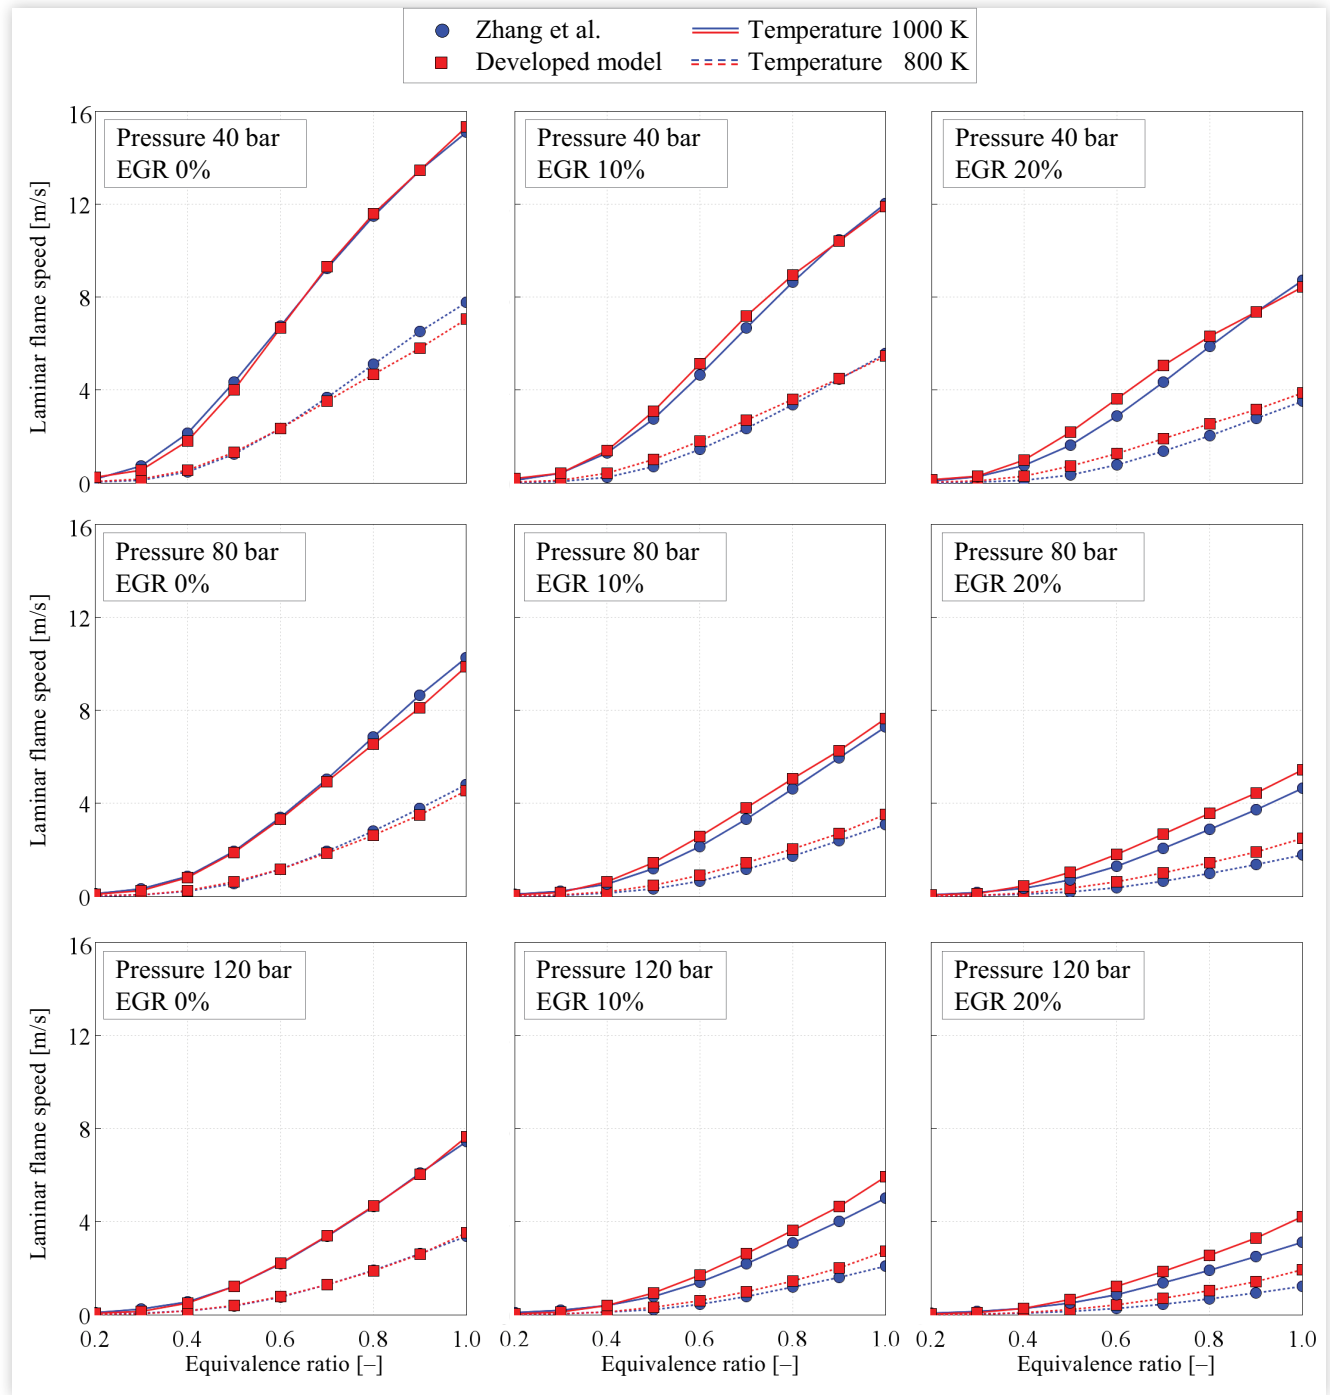 Zhang et al.
Temperature 1000 K
Developed model
Temperature 800 K
Laminar flame speed [m/s]
16
12
8
4
0
Pressure 40 bar
EGR 0%
Pressure 40 bar
EGR 10%
Pressure 40 bar
EGR 20%
Laminar flame speed [m/s]
16
12
8
4
0
Pressure 80 bar
EGR 0%
Pressure 80 bar
EGR 10%
Pressure 80 bar
EGR 20%
Laminar flame speed [m/s]
16
12
8
4
0
Pressure 120 bar
EGR 0%
Pressure 120 bar
EGR 10%
Pressure 120 bar
EGR 20%
0.2 0.4 0.6 0.8 1.0
0.2 0.4 0.6 0.8 1.0
0.2 0.4 0.6 0.8 1.0
Equivalence ratio [–]
Equivalence ratio [–]
Equivalence ratio [–]